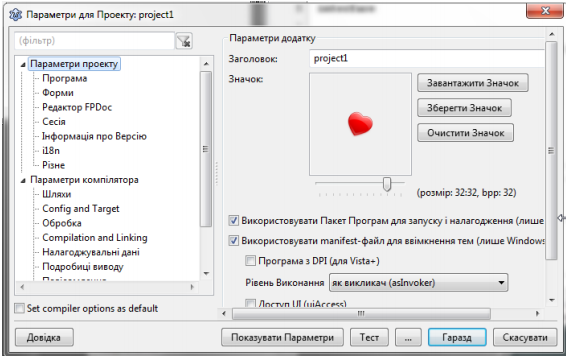 Параметри для Проекту: project1
(фільтр)
Параметри проекту
Програма
Форми
Редактор FPDoc
Сесія
Інформація про Версію
i18n
Різне
Параметри компілятора
Шляхи
Config and Target
Обробка
Compilation and Linking
Налагоджувальні дані
Подробиці виводу
Set compiler options as default
Параметри додатку
Заголовок:
project1
Значок:
Завантажити Значок
Зберегти Значок
Очистити Значок
(розмір: 32:32, bpp: 32)
Використовувати Пакет Програм для запуску і налагодження (лише
Використовувати manifest-файл для ввімкнення тем (лише Windows
Програма з DPI (для Vista+)
Рівень Виконання
як викликач (asInvoker)
Доступ UI (uiAccess)
Довідка
Показувати Параметри
Тест
...
Гаразд
Скасувати